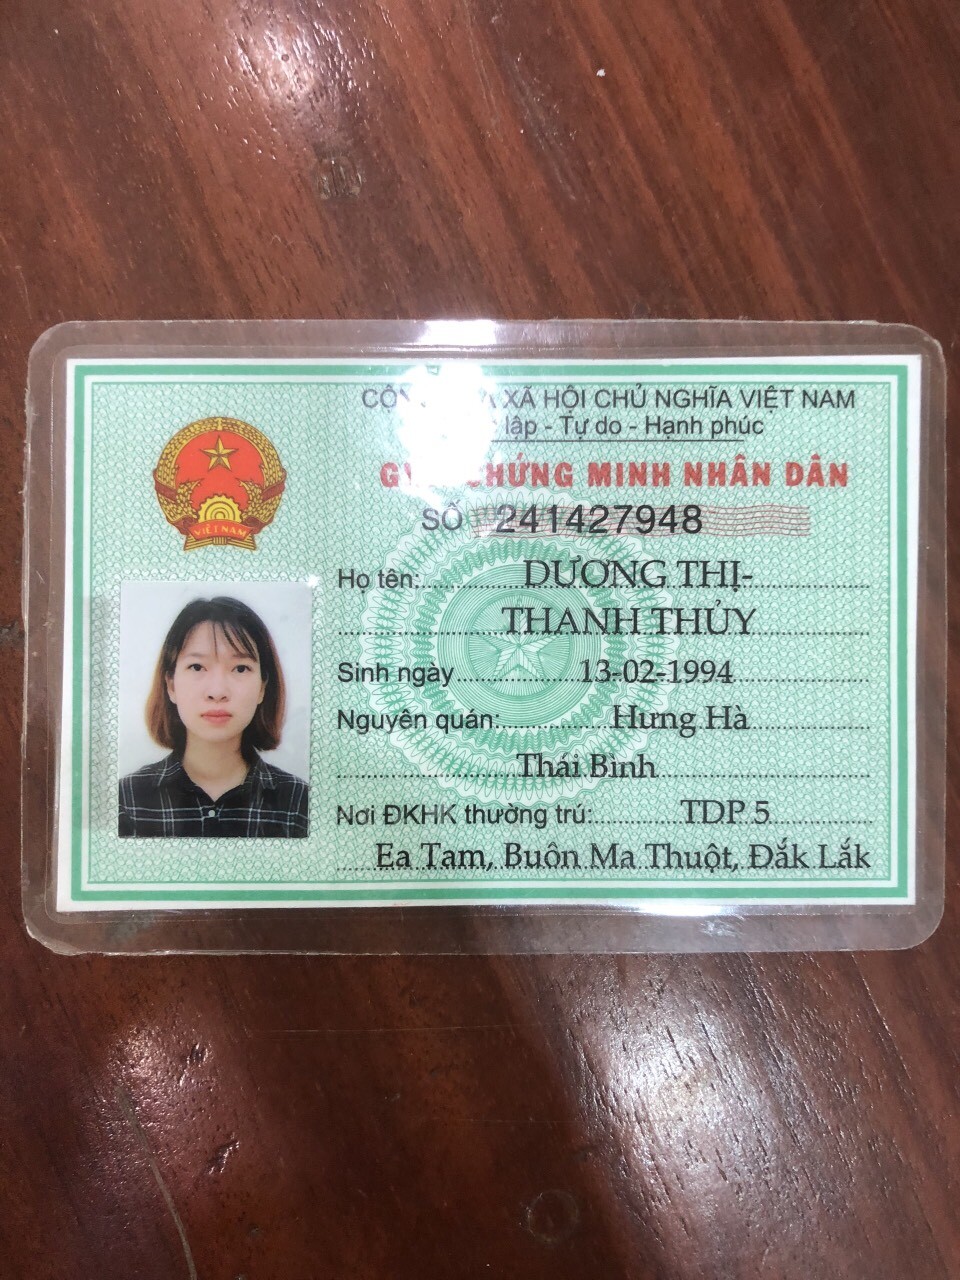 XÃ HỘI CHỦ NGHĨA VIỆT NAM
lập - Tự do - Hạnh phúc
CHỨNG MINH NHÂN DÂN
SỐ 241427948
Họ tên: DƯƠNG THỊ-
THANH THỦY
Sinh ngày 13-02-1994
Nguyên quán: Hưng Hà
Thái Bình
Nơi ĐKHK thường trú: TDP 5
Ea Tam, Buôn Ma Thuột, Đắk Lắk
VIỆT NAM